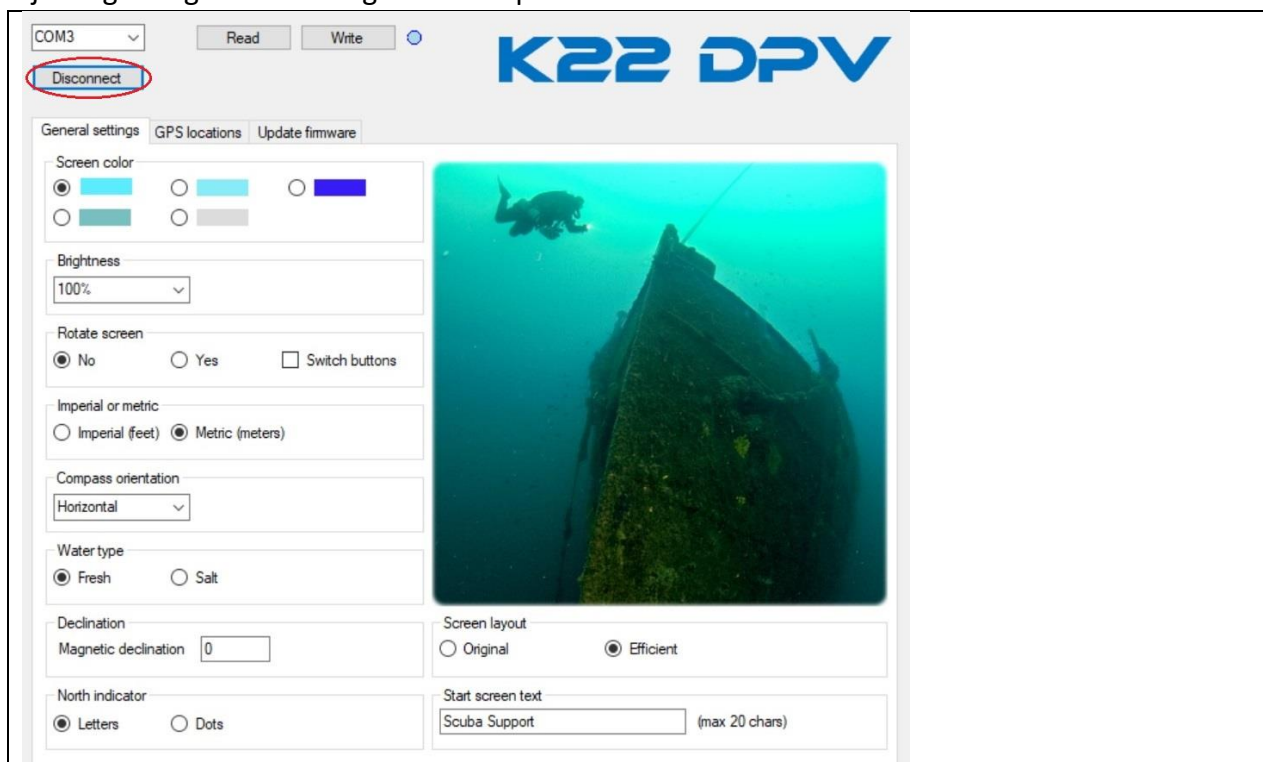 COM3
Read
Write
K22 DPV
Disconnect
General settings
GPS locations
Update firmware
Screen color
Brightness
100%
Rotate screen
No
Yes
Switch buttons
Imperial or metric
Imperial (feet)
Metric (meters)
Compass orientation
Horizontal
Water type
Fresh
Salt
Declination
Magnetic declination
0
Screen layout
Original
Efficient
North indicator
Letters
Dots
Start screen text
Scuba Support
(max 20 chars)